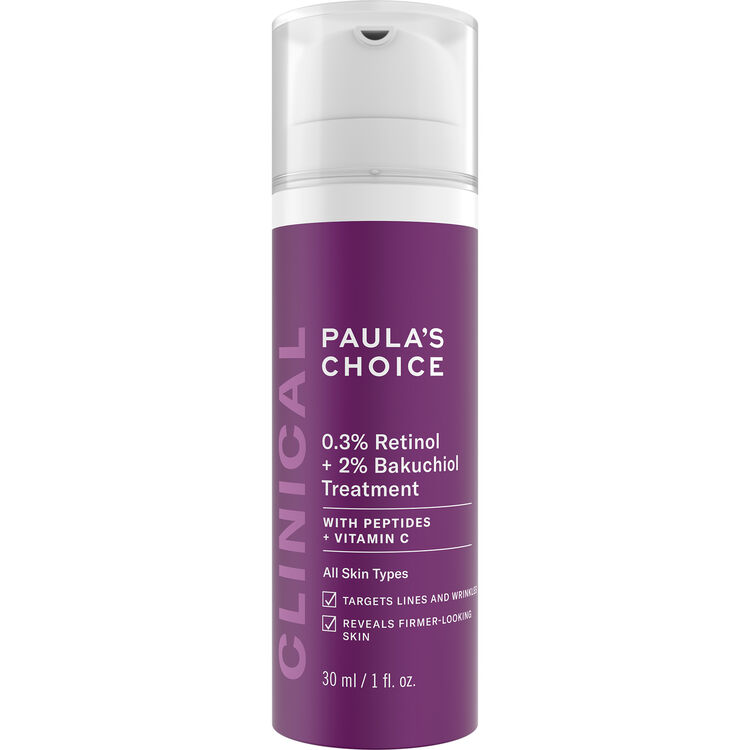 CLINICAL
PAULA'S
CHOICE
0.3% Retinol
+ 2% Bakuchiol
Treatment
WITH PEPTIDES
+ VITAMIN C
All Skin Types
TARGETS LINES AND WRINKLES
REVEALS FIRMER-LOOKING
SKIN
30 ml / 1 fl. oz.